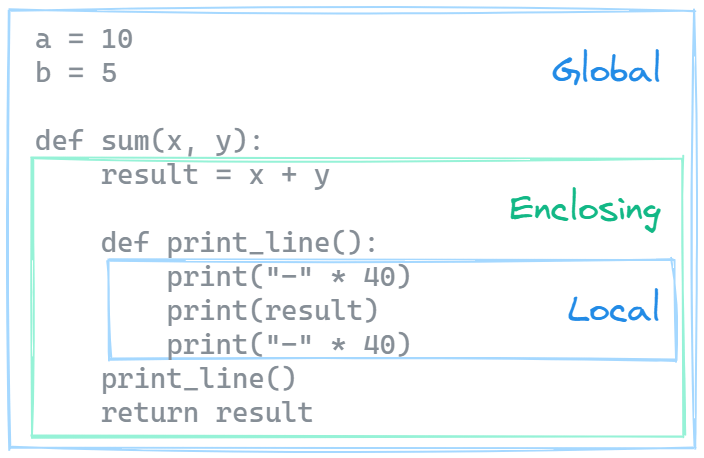 a = 10
Global
b = 5
def sum(x, y):
    result = x + y
Enclosing
    def print_line():
        print("-" * 40)
        print(result)
Local
        print("-" * 40)
    print_line()
    return result